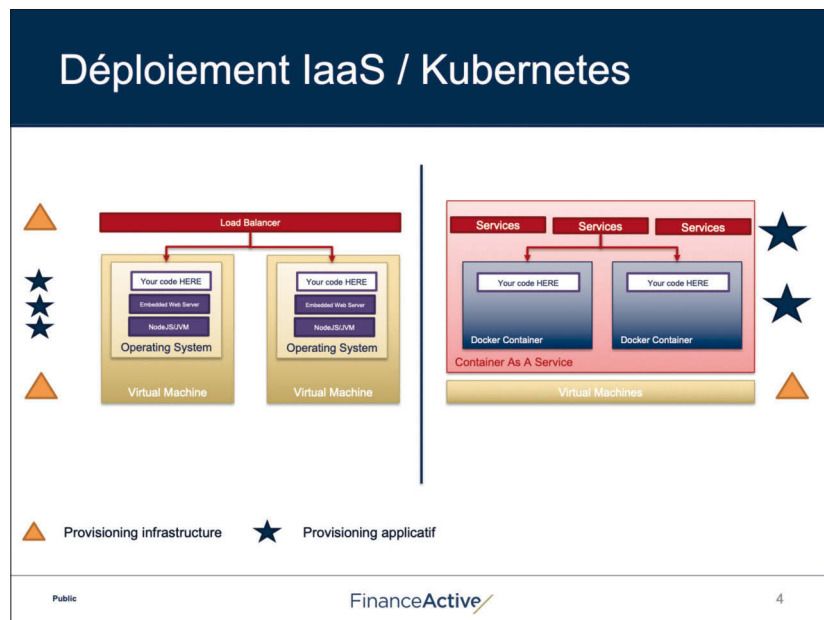 Déploiement IaaS / Kubernetes
Load Balancer
Your code HERE
Embedded Web Server
NodeJS/JVM
Operating System
Virtual Machine
Your code HERE
Embedded Web Server
NodeJS/JVM
Operating System
Virtual Machine
Services
Services
Services
Your code HERE
Docker Container
Your code HERE
Docker Container
Container As A Service
Virtual Machines
Provisioning infrastructure
Provisioning applicatif
Public
FinanceActive
4